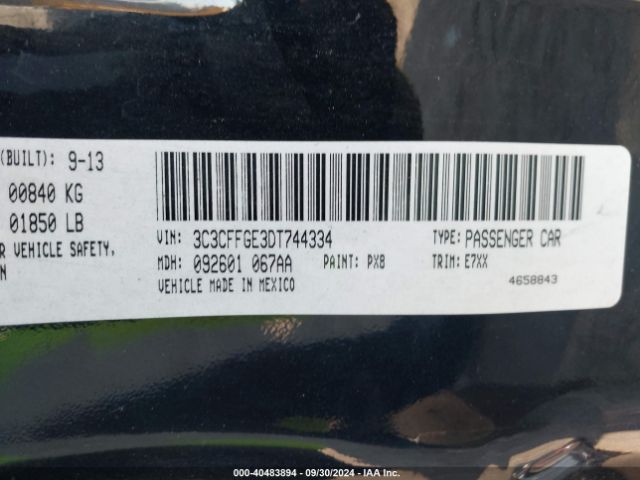 (BUILT): 9-13
00840 KG
01850 LB
R VEHICLE SAFETY,
N
VIN: 3C3CFFGE3DT744334
TYPE: PASSENGER CAR
MDH: 092601 067AA
PAINT: PX8
TRIM: E7XX
VEHICLE MADE IN MEXICO
4658843
000-40483894 - 09/30/2024 - IAA Inc.